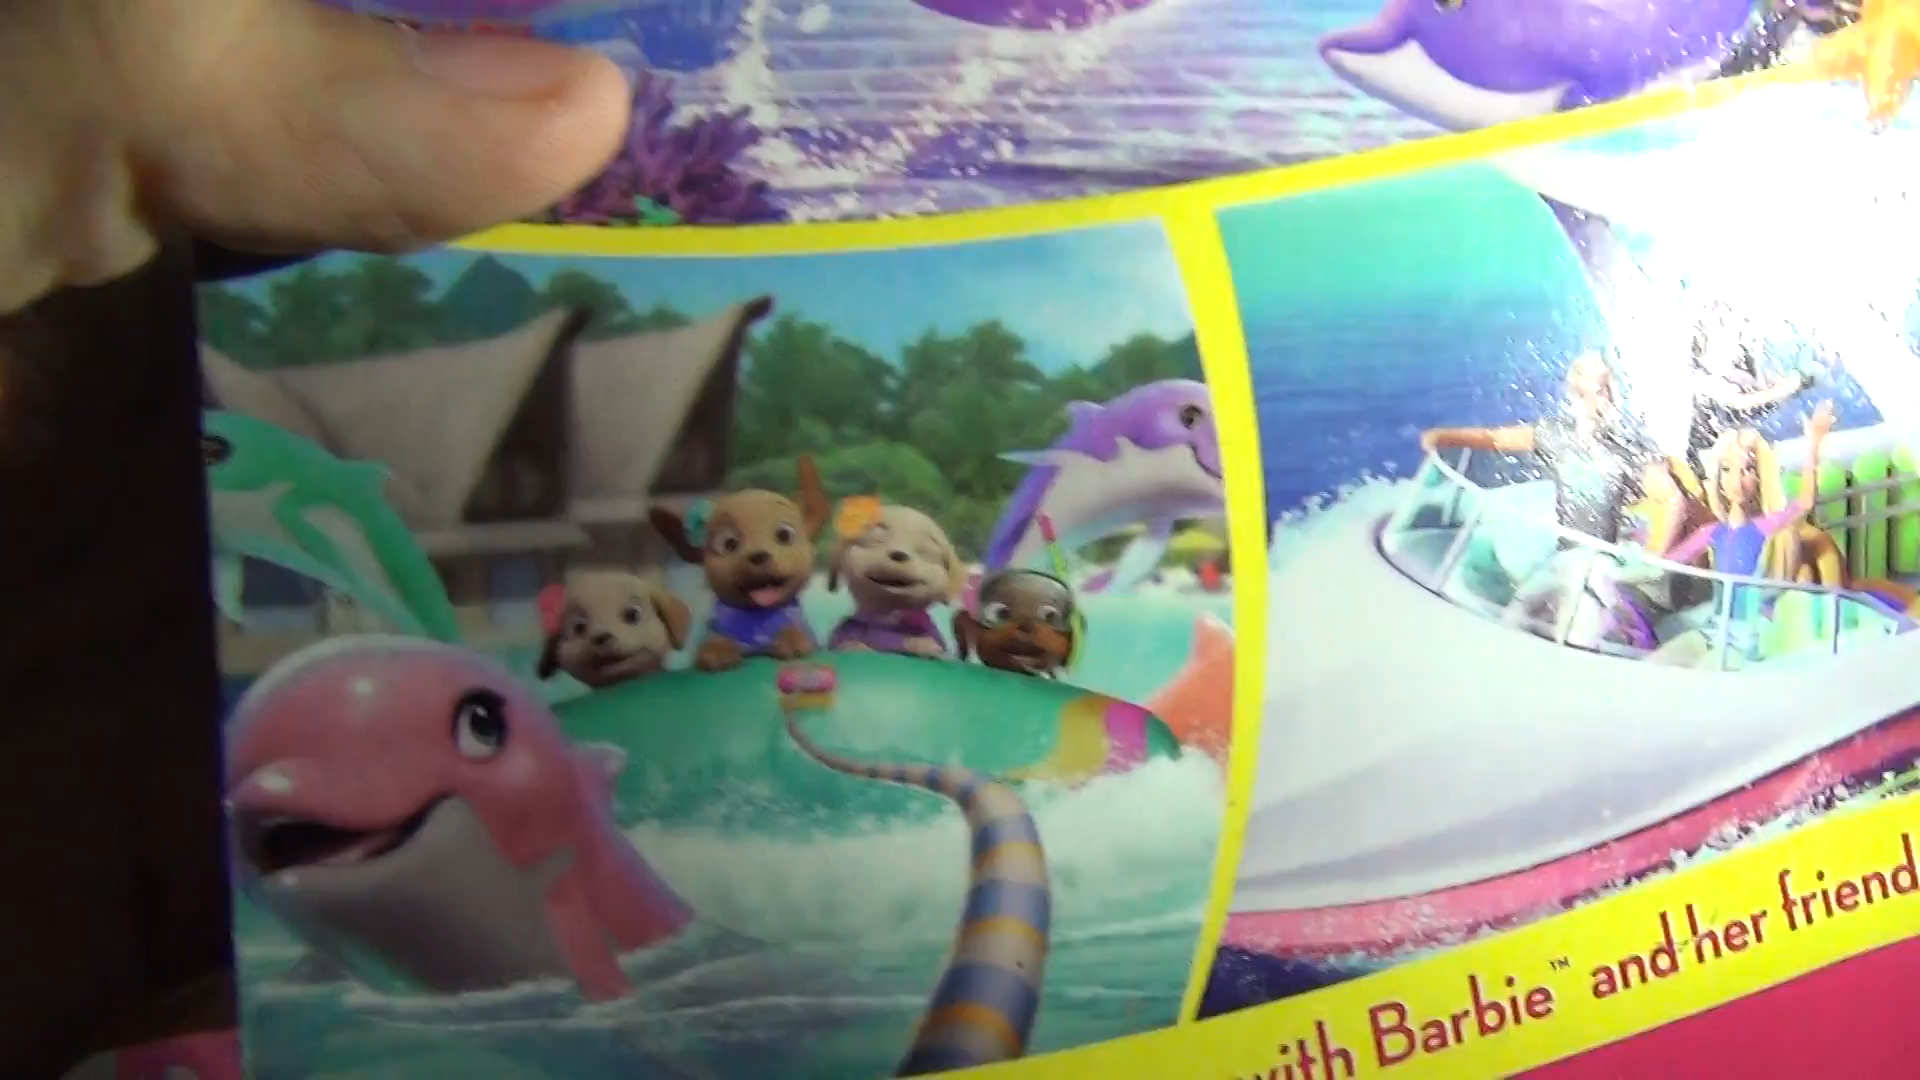 with Barbie™ and her friend